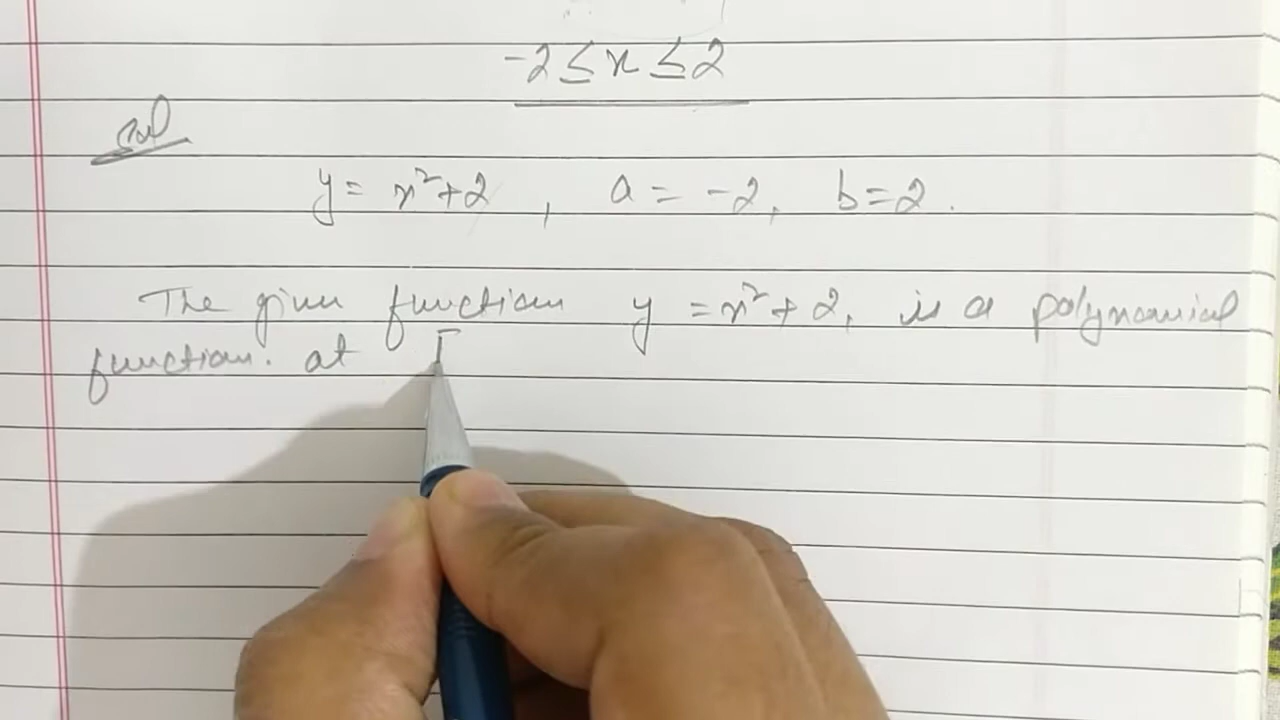 -2 ≤ x ≤ 2
Sol
y = x²+2 , a = -2, b=2.
The given function y = x²+2, is a polynomial
function. at [